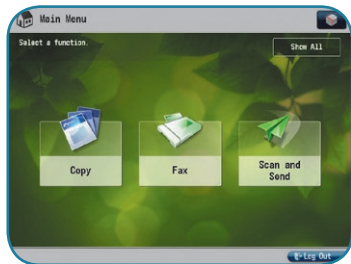 Main Menu
Select a function.
Show All
Copy
Fax
Scan and
Send
Log Out